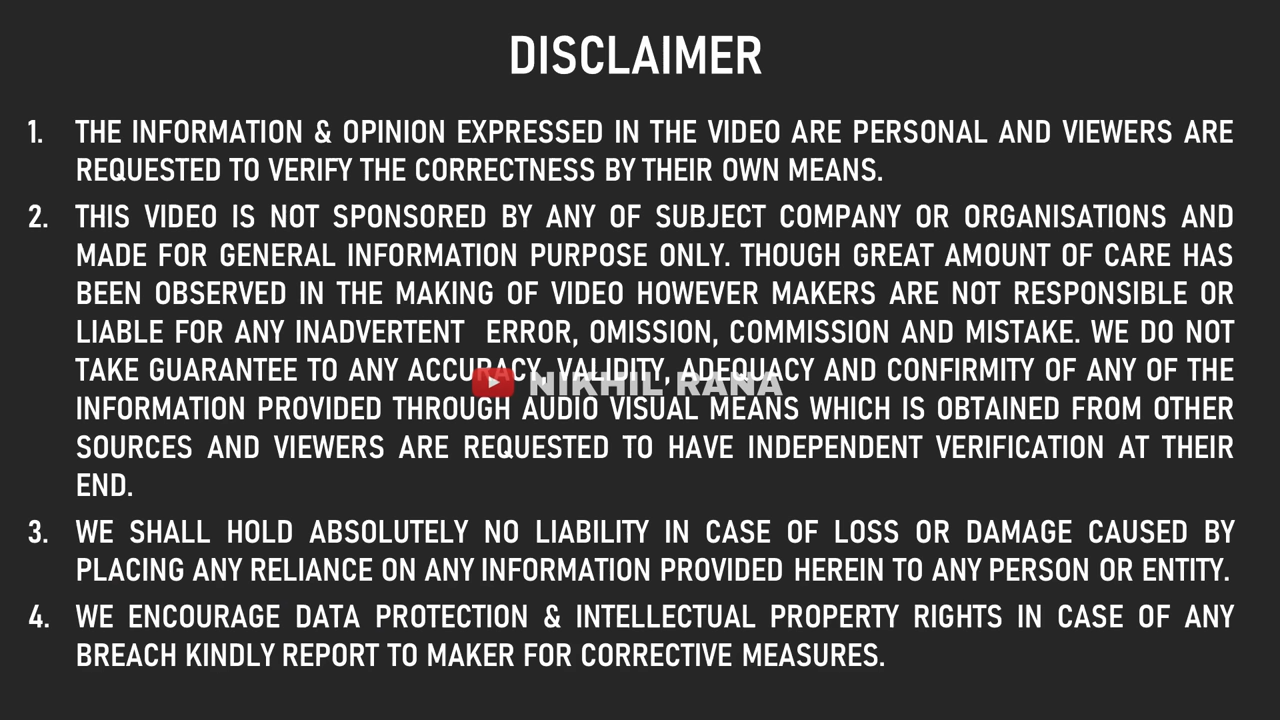 DISCLAIMER
1. THE INFORMATION & OPINION EXPRESSED IN THE VIDEO ARE PERSONAL AND VIEWERS ARE
REQUESTED TO VERIFY THE CORRECTNESS BY THEIR OWN MEANS.
2. THIS VIDEO IS NOT SPONSORED BY ANY OF SUBJECT COMPANY OR ORGANISATIONS AND
MADE FOR GENERAL INFORMATION PURPOSE ONLY. THOUGH GREAT AMOUNT OF CARE HAS
BEEN OBSERVED IN THE MAKING OF VIDEO HOWEVER MAKERS ARE NOT RESPONSIBLE OR
LIABLE FOR ANY INADVERTENT ERROR, OMISSION, COMMISSION AND MISTAKE. WE DO NOT
TAKE GUARANTEE TO ANY ACCURACY, VALIDITY, ADEQUACY AND CONFIRMITY OF ANY OF THE
NIKHIL RANA
INFORMATION PROVIDED THROUGH AUDIO VISUAL MEANS WHICH IS OBTAINED FROM OTHER
SOURCES AND VIEWERS ARE REQUESTED TO HAVE INDEPENDENT VERIFICATION AT THEIR
END.
3. WE SHALL HOLD ABSOLUTELY NO LIABILITY IN CASE OF LOSS OR DAMAGE CAUSED BY
PLACING ANY RELIANCE ON ANY INFORMATION PROVIDED HEREIN TO ANY PERSON OR ENTITY.
4. WE ENCOURAGE DATA PROTECTION & INTELLECTUAL PROPERTY RIGHTS IN CASE OF ANY
BREACH KINDLY REPORT TO MAKER FOR CORRECTIVE MEASURES.